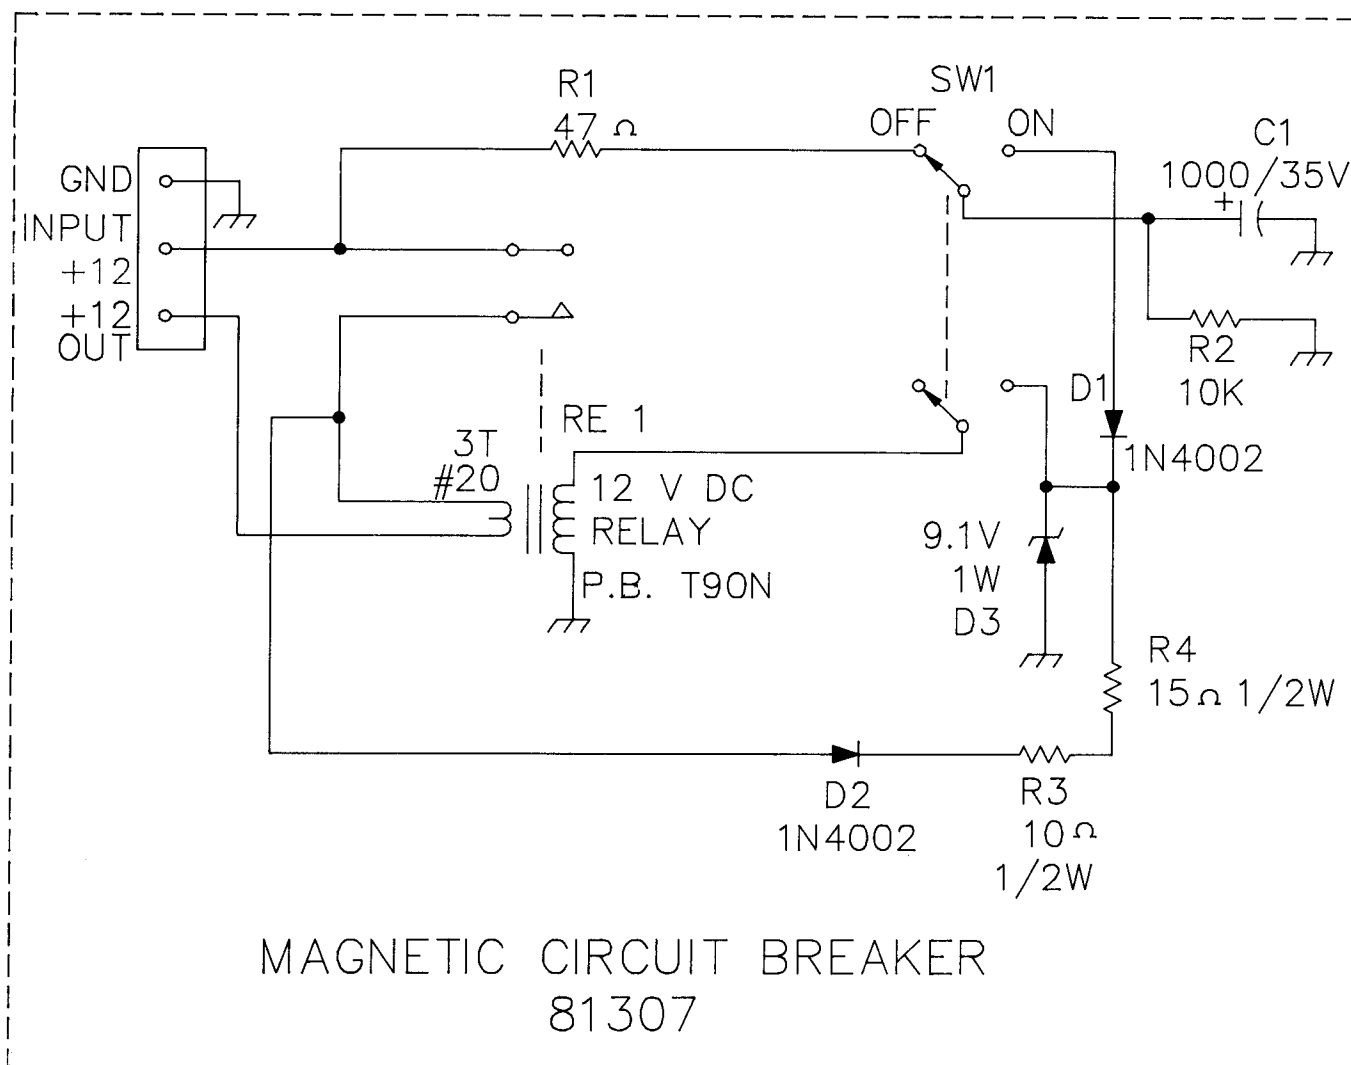 R1
47 Ω
SW1
OFF
ON
C1
1000/35V
+
GND
INPUT
+12
+12
OUT
R2
10K
D1
1N4002
RE 1
3T
#20
12 V DC
RELAY
P.B. T90N
9.1V
1W
D3
R4
15Ω 1/2W
D2
1N4002
R3
10Ω
1/2W
MAGNETIC CIRCUIT BREAKER
81307